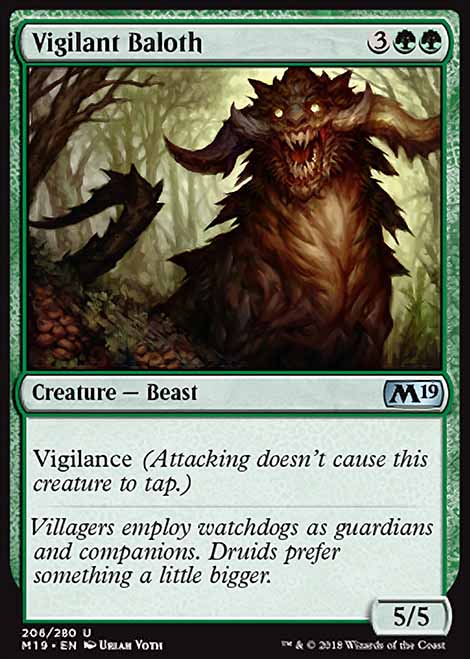 Vigilant Baloth 3
Creature — Beast M19
Vigilance (Attacking doesn't cause this
creature to tap.)
Villagers employ watchdogs as guardians
and companions. Druids prefer
something a little bigger.
5/5
206/280 U
M19 • EN Uriah Voth ™ & © 2018 Wizards of the Coast